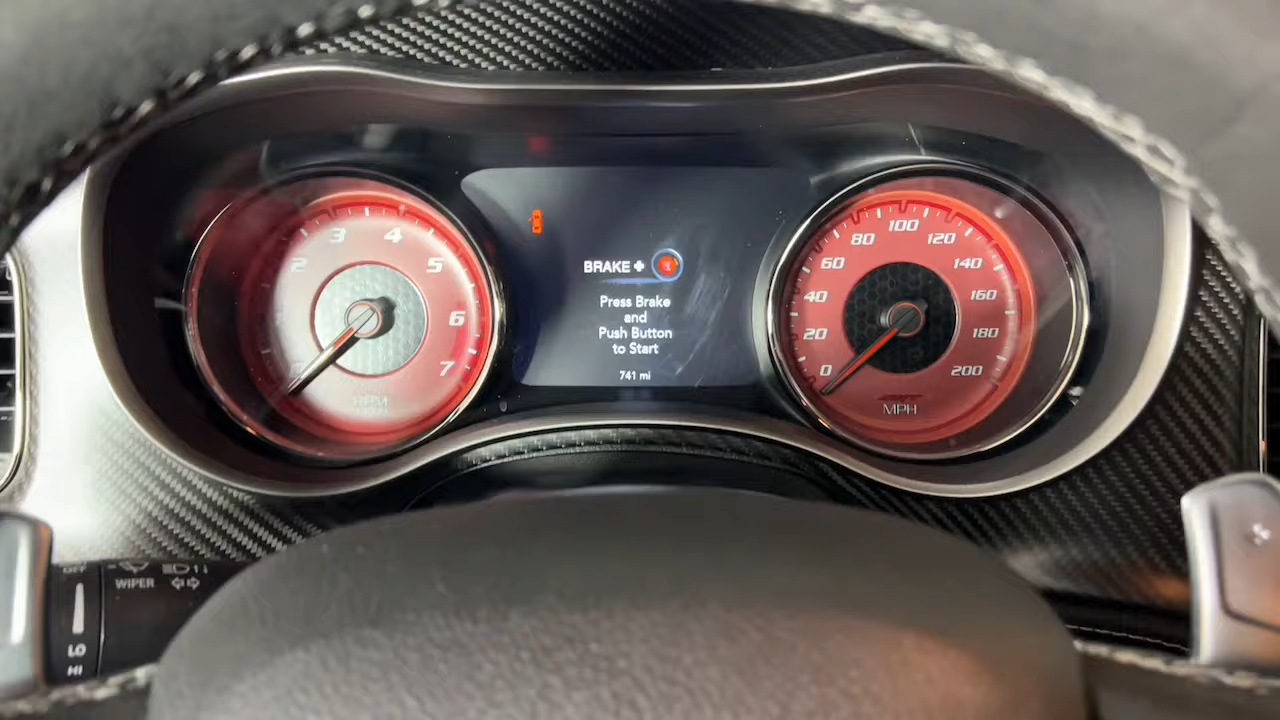 2
3
4
5
6
7
RPM
BRAKE +
Press Brake
and
Push Button
to Start
741 mi
0
20
40
60
80
100
120
140
160
180
200
MPH
OFF
WIPER
LO
HI